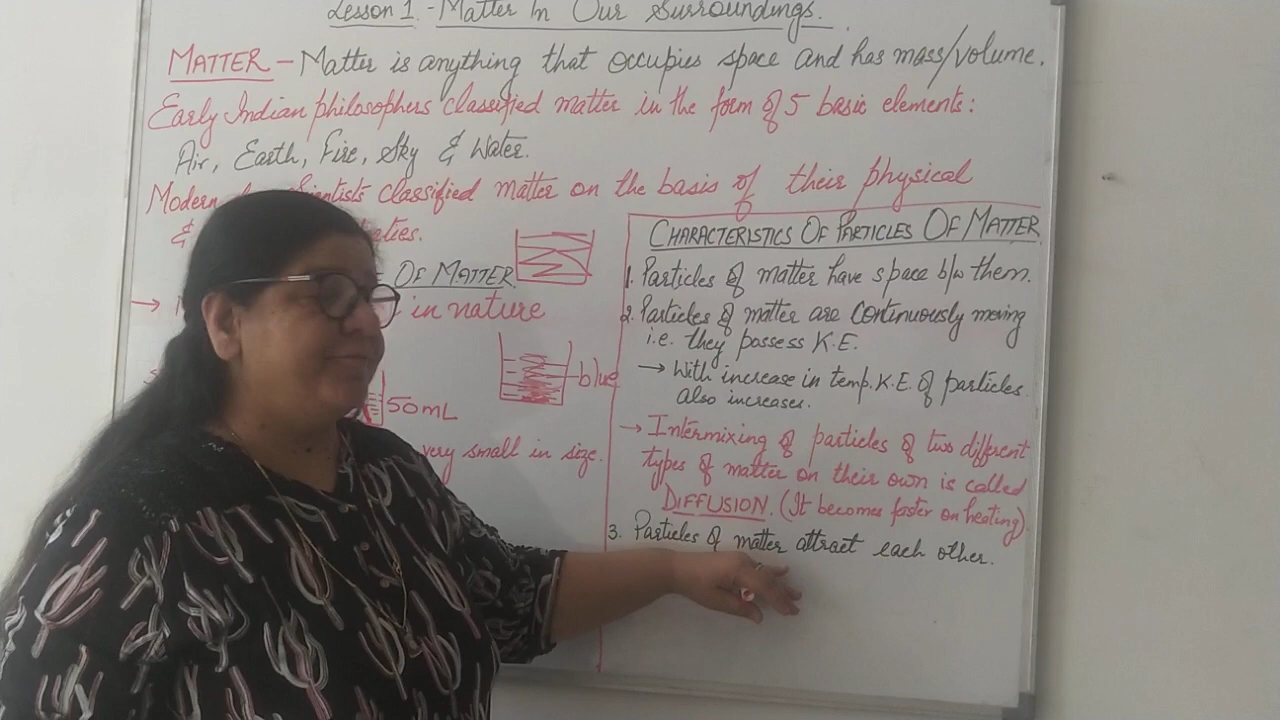 Lesson 1.- Matter In Our Surroundings.
MATTER – Matter is anything that occupies space and has mass/volume.
Early Indian philosophers classified matter in the form of 5 basic elements:
Air, Earth, Fire, Sky & Water.
Modern classified matter on the basis of their physical
&
OF MATTER
→ in nature
blue
50mL
very small in size.
CHARACTERISTICS OF PARTICLES OF MATTER
1. Particles of matter have space b/w them.
2. Particles of matter are continuously moving
i.e. they possess K.E.
→ With increase in temp. K.E. of particles
also increases.
→ Intermixing of particles of two different
types of matter on their own is called
DIFFUSION. (It becomes faster on heating)
3. Particles of matter attract each other.